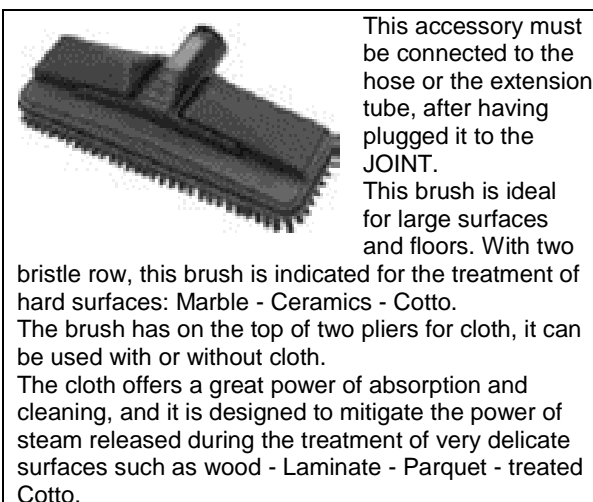 This accessory must
be connected to the
hose or the extension
tube, after having
plugged it to the
JOINT.
This brush is ideal
for large surfaces
and floors. With two
bristle row, this brush is indicated for the treatment of
hard surfaces: Marble - Ceramics - Cotto.
The brush has on the top of two pliers for cloth, it can
be used with or without cloth.
The cloth offers a great power of absorption and
cleaning, and it is designed to mitigate the power of
steam released during the treatment of very delicate
surfaces such as wood - Laminate - Parquet - treated
Cotto.